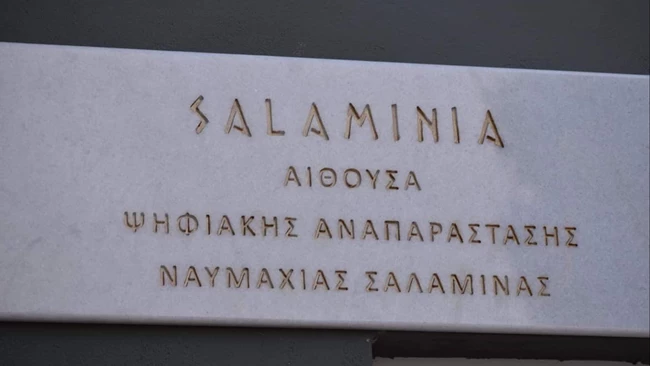 SALAMINIA
ΑΙΘΟΥΣΑ
ΨΗΦΙΑΚΗΣ ΑΝΑΠΑΡΑΣΤΑΣΗΣ
ΝΑΥΜΑΧΙΑΣ ΣΑΛΑΜΙΝΑΣ